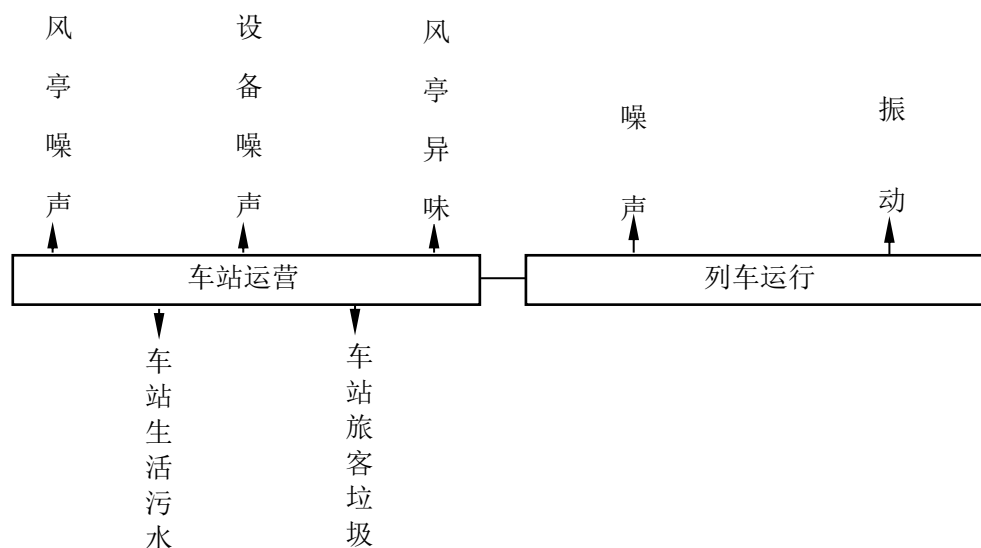 风亭噪声
设备噪声
风亭异味
噪声
振动
车站运营
列车运行
车站生活污水
车站旅客垃圾